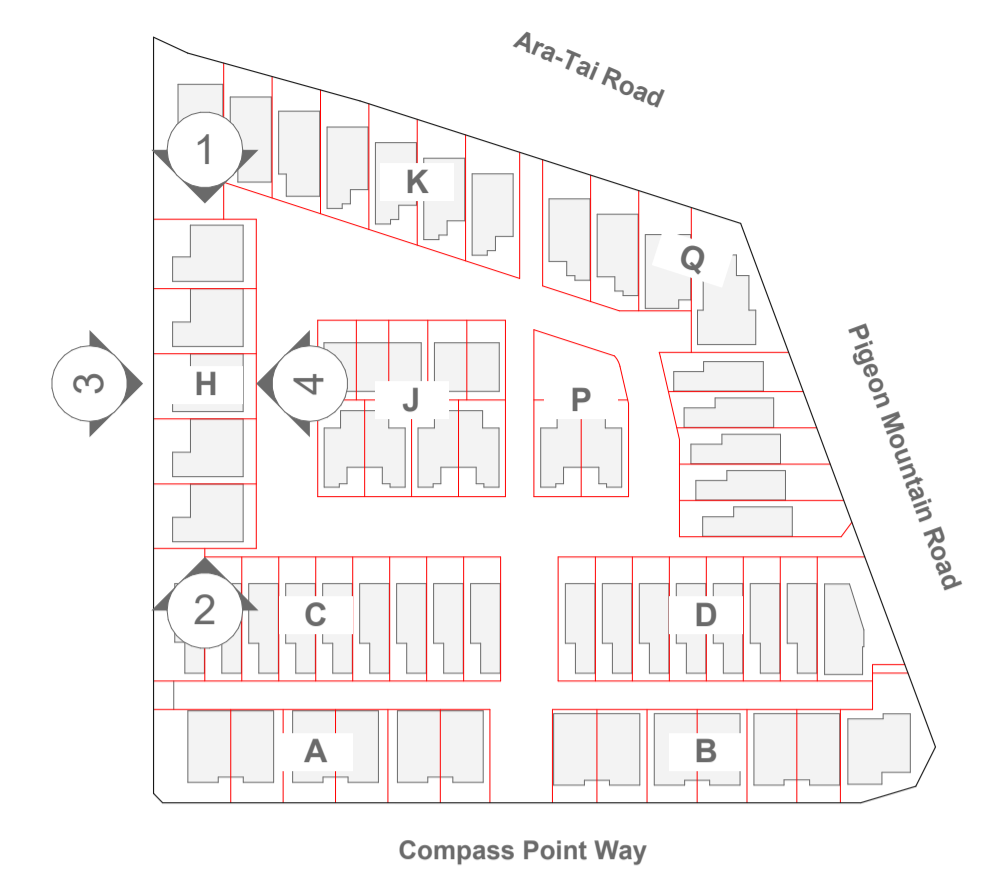 Ara-Tai Road
1
K
Q
3
H
4
J
P
Pigeon Mountain Road
2
C
D
A
B
Compass Point Way